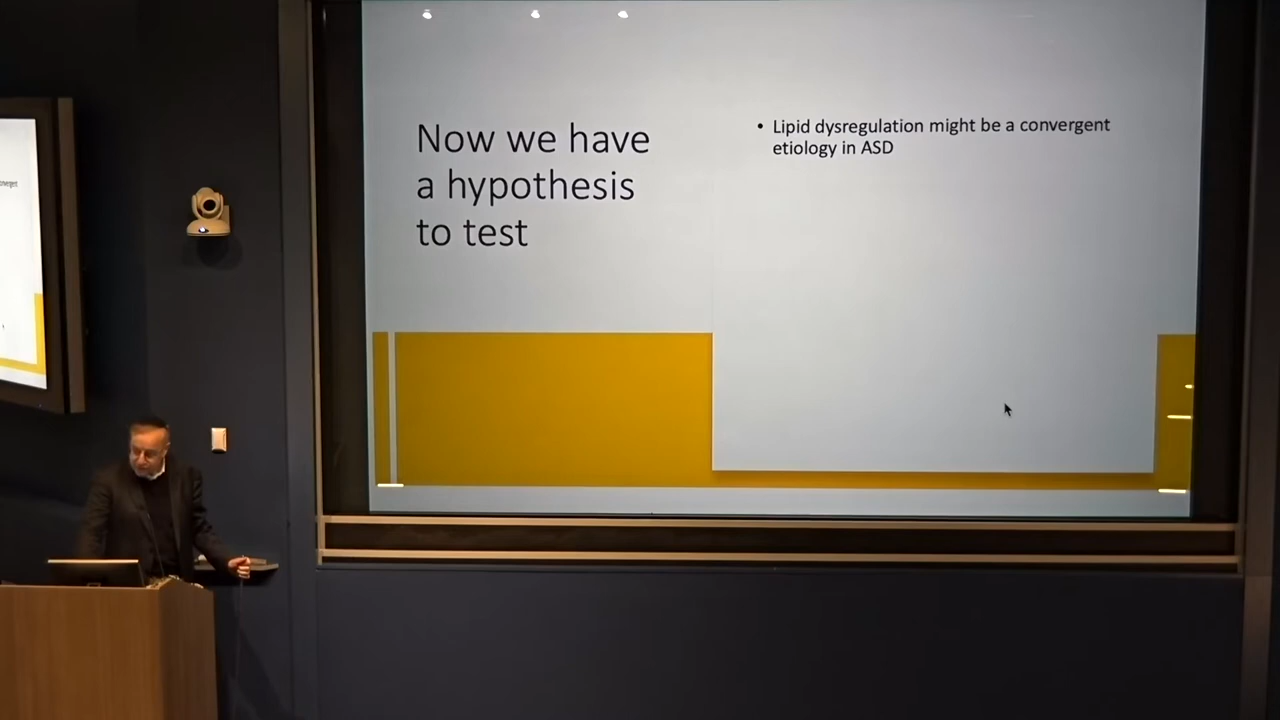 Now we have
a hypothesis
to test
• Lipid dysregulation might be a convergent
etiology in ASD